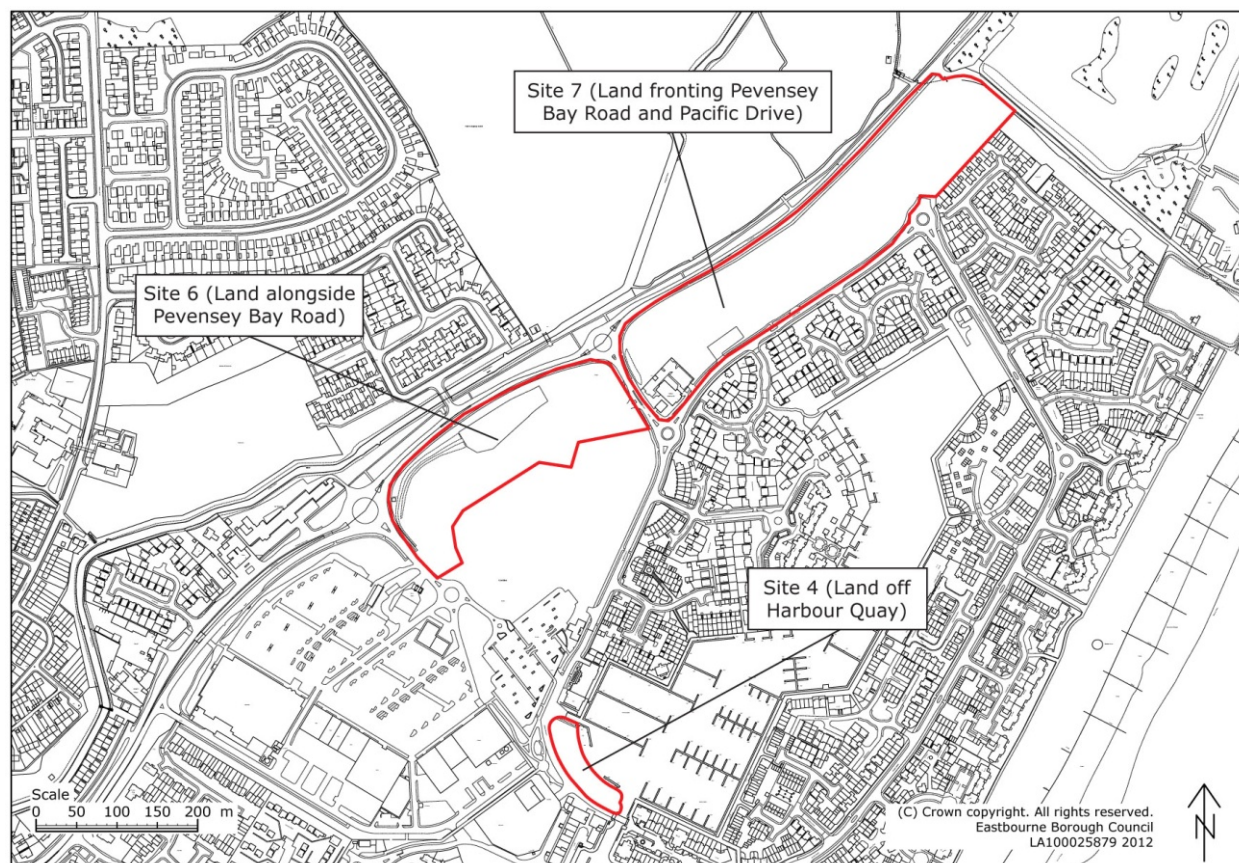 Site 7 (Land fronting Pevensey
Bay Road and Pacific Drive)
Site 6 (Land alongside
Pevensey Bay Road)
Site 4 (Land off
Harbour Quay)
Scale
0 50 100 150 200 m
(C) Crown copyright. All rights reserved.
Eastbourne Borough Council
LA100025879 2012
N